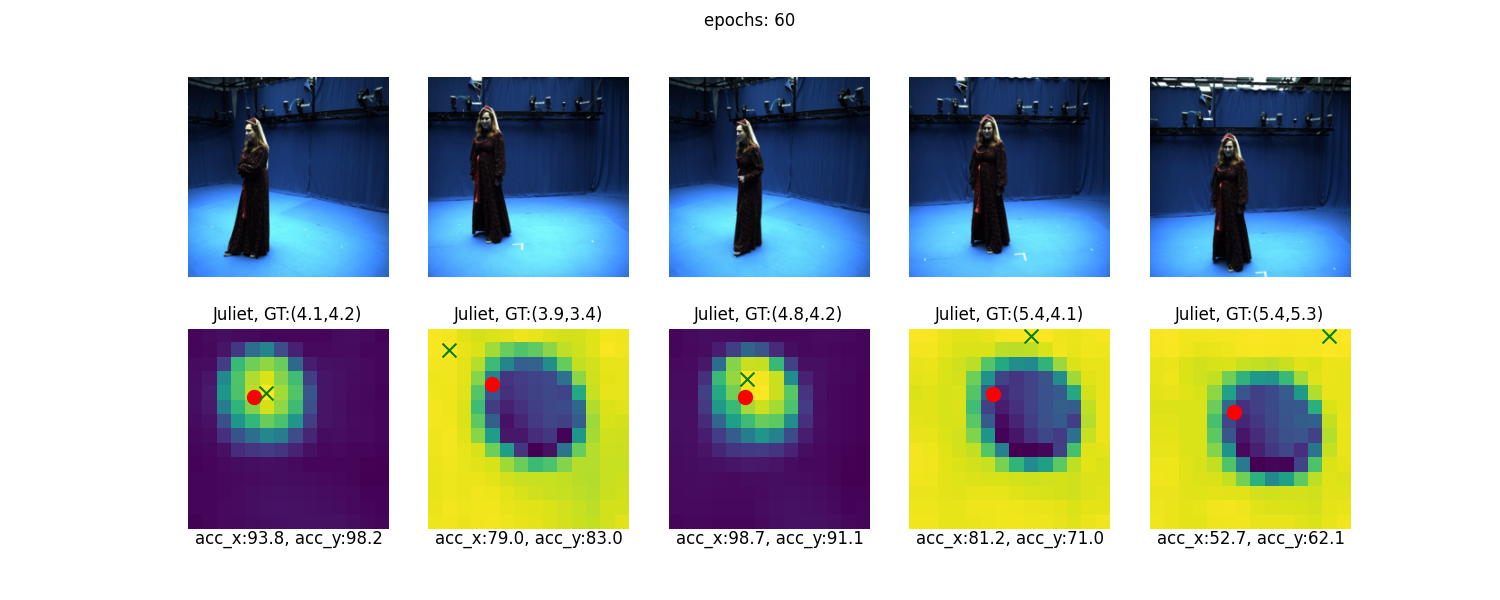 epochs: 60
Juliet, GT:(4.1,4.2)
Juliet, GT:(3.9,3.4)
Juliet, GT:(4.8,4.2)
Juliet, GT:(5.4,4.1)
Juliet, GT:(5.4,5.3)
acc_x:93.8, acc_y:98.2
acc_x:79.0, acc_y:83.0
acc_x:98.7, acc_y:91.1
acc_x:81.2, acc_y:71.0
acc_x:52.7, acc_y:62.1